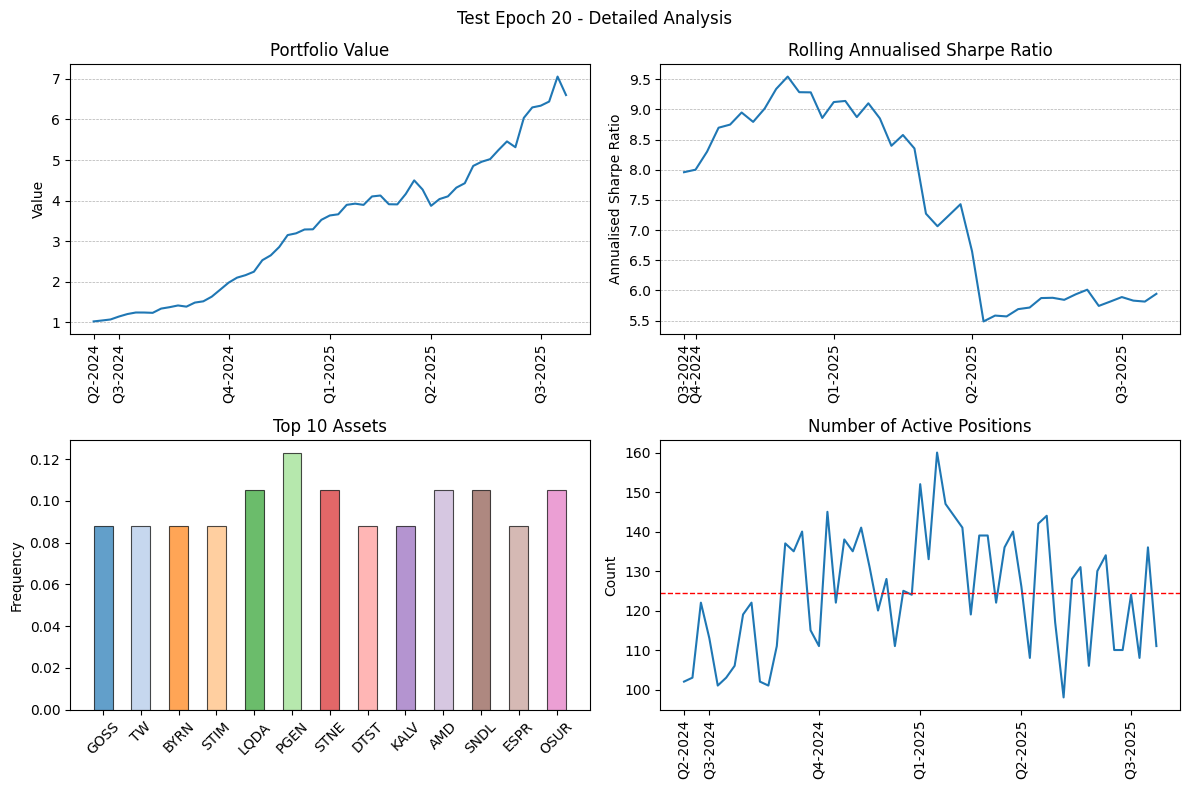 Test Epoch 20 - Detailed Analysis
Portfolio Value
Value
7
6
5
4
3
2
1
Q2-2024
Q3-2024
Q4-2024
Q1-2025
Q2-2025
Q3-2025
Rolling Annualised Sharpe Ratio
Annualised Sharpe Ratio
9.5
9.0
8.5
8.0
7.5
7.0
6.5
6.0
5.5
Q3-2024
Q4-2024
Q1-2025
Q2-2025
Q3-2025
Top 10 Assets
Frequency
0.12
0.10
0.08
0.06
0.04
0.02
0.00
GOSS
TW
BYRN
STIM
LQDA
PGEN
STNE
DTST
KALV
AMD
SNDL
ESPR
OSUR
Number of Active Positions
Count
160
150
140
130
120
110
100
Q2-2024
Q3-2024
Q4-2024
Q1-2025
Q2-2025
Q3-2025